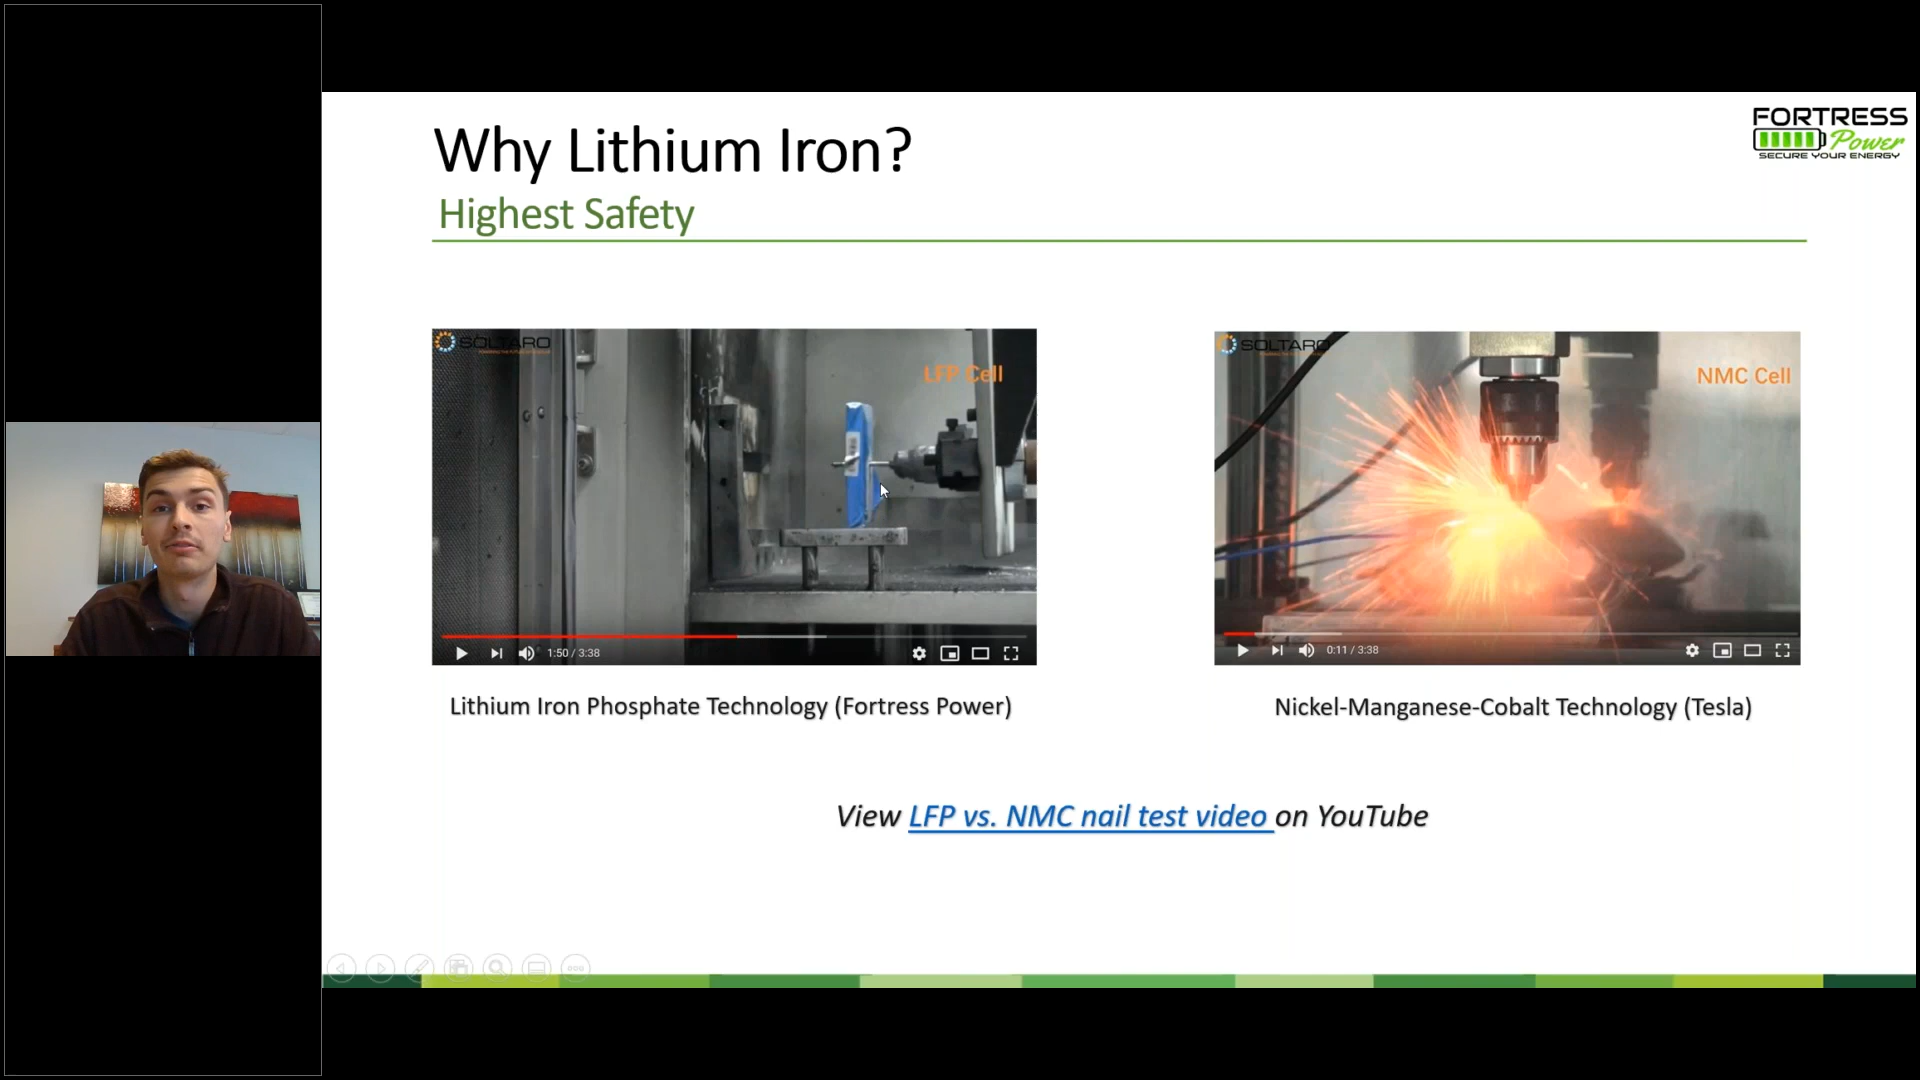 Why Lithium Iron?
Highest Safety
FORTRESS
Power
SECURE YOUR ENERGY
SOLTARO
LFP Cell
1:50 / 3:38
SOLTARO
NMC Cell
0:11 / 3:38
Lithium Iron Phosphate Technology (Fortress Power)
Nickel-Manganese-Cobalt Technology (Tesla)
View LFP vs. NMC nail test video on YouTube